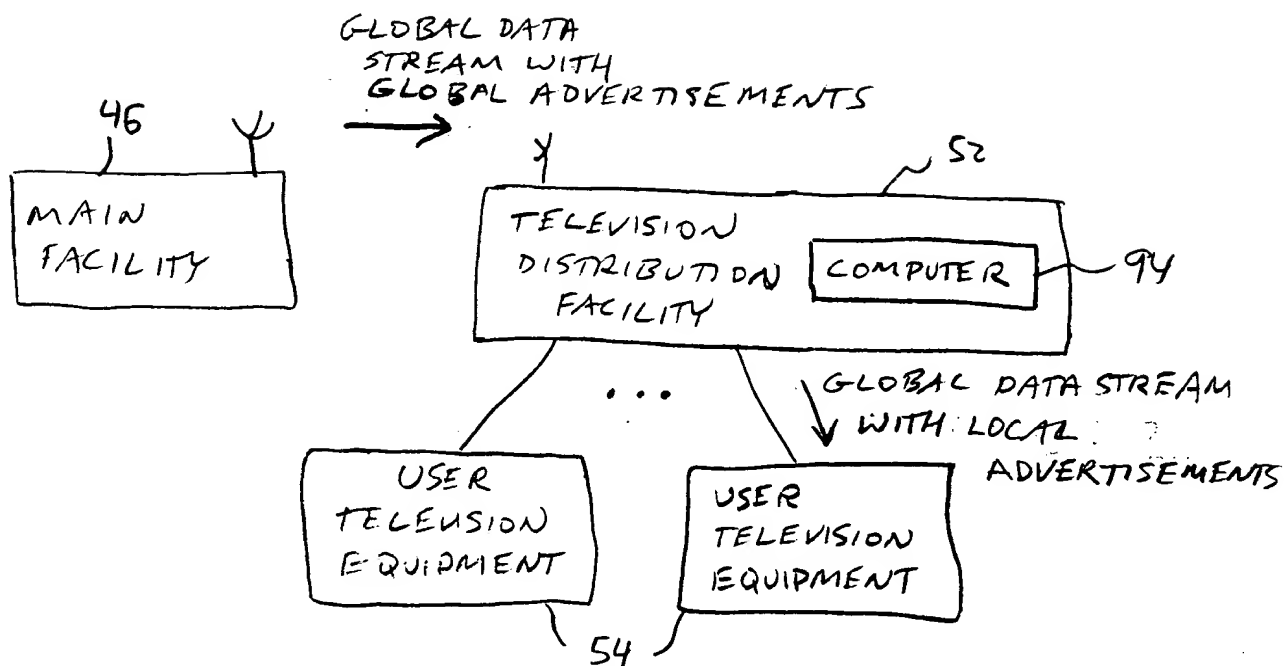 GLOBAL DATA
STREAM WITH
GLOBAL ADVERTISEMENTS
46
52
MAIN
FACILITY
TELEVISION
DISTRIBUTION
FACILITY
COMPUTER
94
GLOBAL DATA STREAM
WITH LOCAL
ADVERTISEMENTS
USER
TELEVISION
EQUIPMENT
USER
TELEVISION
EQUIPMENT
54